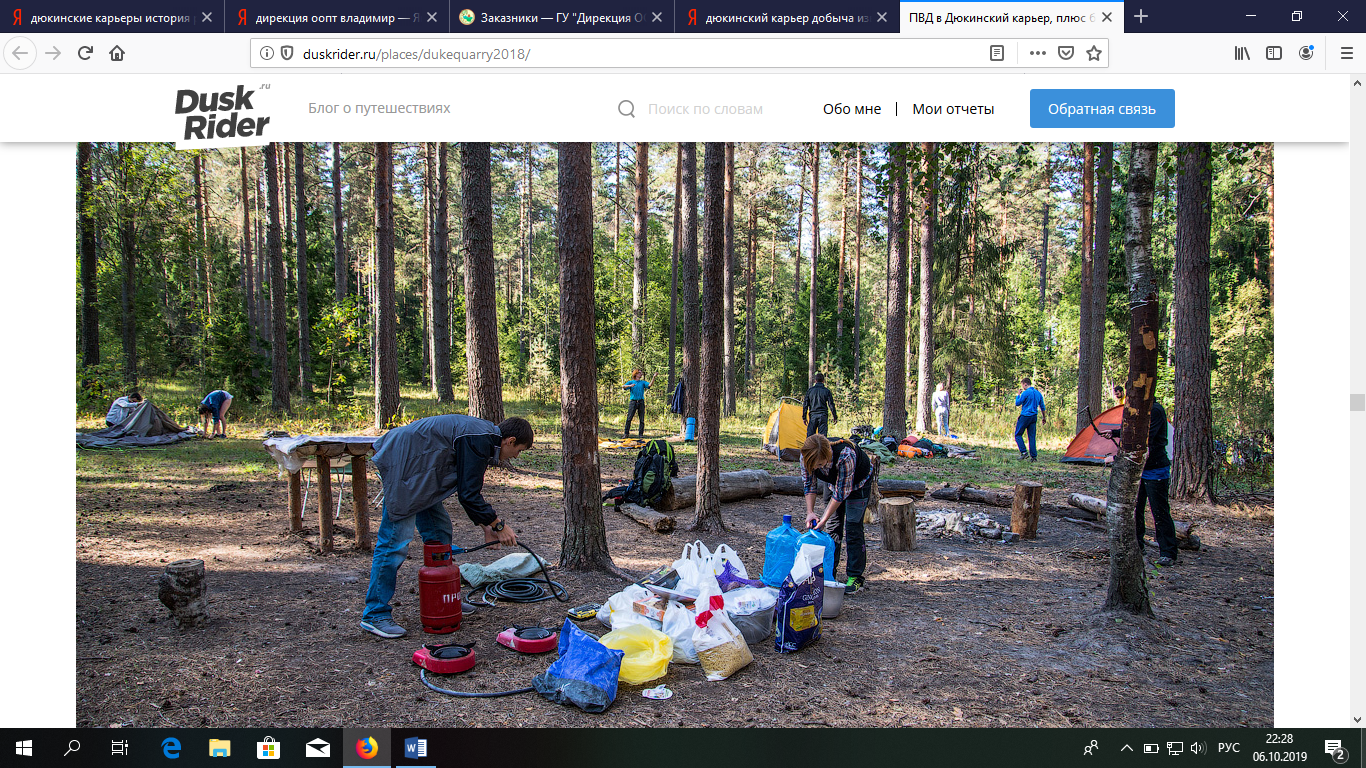 дюкинские карьеры история
дирекция оопт владимир — Я
Заказники — ГУ "Дирекция О
дюкинский карьер добыча из
ПВД в Дюкинский карьер, плюс
duskrider.ru/places/dukequarry2018/
Dusk
.ru
Rider
Блог о путешествиях
Поиск по словам
Обо мне
Мои отчеты
Обратная связь
ПРО
РУС
22:28
06.10.2019
2